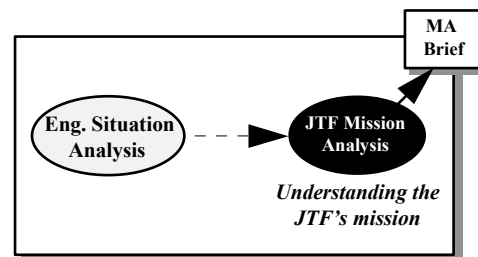 MA
Brief
Eng. Situation
Analysis
JTF Mission
Analysis
Understanding the
JTF's mission